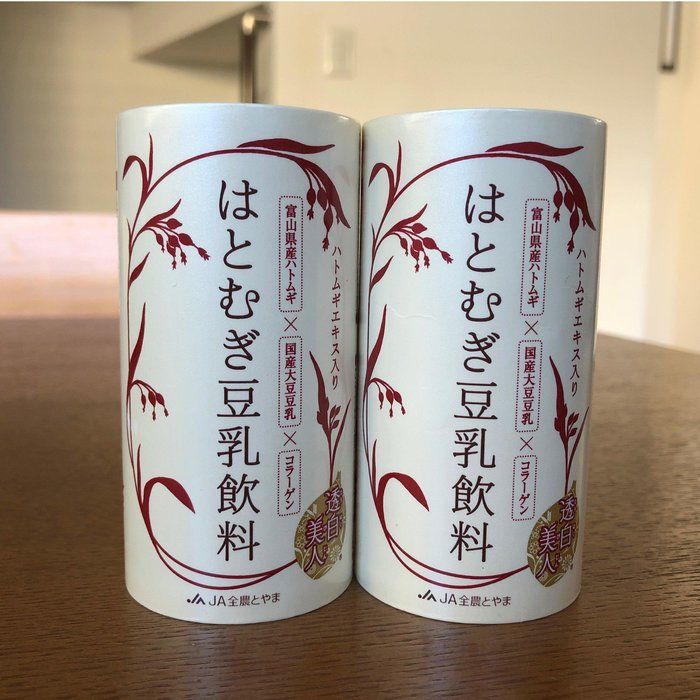 はとむぎ豆乳飲料
富山県産ハトムギ×国産大豆豆乳×コラーゲン
ハトムギエキス入り
透白美人
JA全農とやま
はとむぎ豆乳飲料
富山県産ハトムギ×国産大豆豆乳×コラーゲン
ハトムギエキス入り
透白美人
JA全農とやま